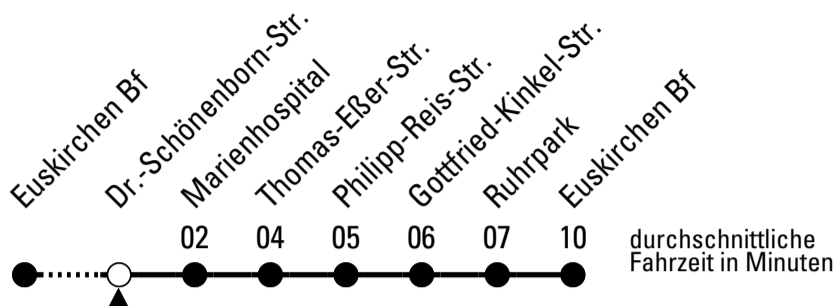 Euskirchen Bf
Dr.-Schönenborn-Str.
Marienhospital
Thomas-Eßer-Str.
Philipp-Reis-Str.
Gottfried-Kinkel-Str.
Ruhrpark
Euskirchen Bf
02 04 05 06 07 10
durchschnittliche
Fahrzeit in Minuten